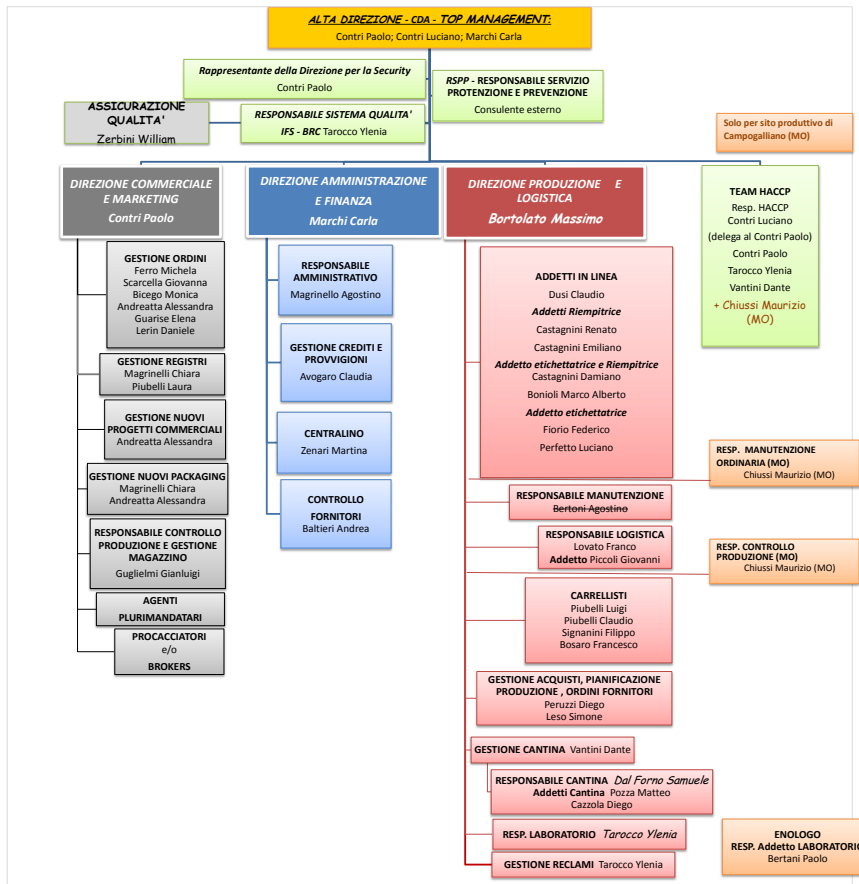 ALTA DIREZIONE - CDA - TOP MANAGEMENT:
Contri Paolo; Contri Luciano; Marchi Carla
Rappresentante della Direzione per la Security
Contri Paolo
RSPP - RESPONSABILE SERVIZIO
PROTENZIONE E PREVENZIONE
Consulente esterno
ASSICURAZIONE
QUALITA'
Zerbini William
RESPONSABILE SISTEMA QUALITA'
IFS - BRC Tarocco Ylenia
Solo per sito produttivo di
Campogalliano (MO)
DIREZIONE COMMERCIALE
E MARKETING
Contri Paolo
DIREZIONE AMMINISTRAZIONE
E FINANZA
Marchi Carla
DIREZIONE PRODUZIONE E
LOGISTICA
Bortolato Massimo
TEAM HACCP
Resp. HACCP
Contri Luciano
(delega al Contri Paolo)
Contri Paolo
Tarocco Ylenia
Vantini Dante
+ Chiussi Maurizio
(MO)
GESTIONE ORDINI
Ferro Michela
Scarcella Giovanna
Bicego Monica
Andreatta Alessandra
Guarise Elena
Lerin Daniele
GESTIONE REGISTRI
Magrinelli Chiara
Piubelli Laura
GESTIONE NUOVI
PROGETTI COMMERCIALI
Andreatta Alessandra
GESTIONE NUOVI PACKAGING
Magrinelli Chiara
Andreatta Alessandra
RESPONSABILE CONTROLLO
PRODUZIONE E GESTIONE
MAGAZZINO
Guglielmi Gianluigi
AGENTI
PLURIMANDATARI
PROCACCIATORI
e/o
BROKERS
RESPONSABILE
AMMINISTRATIVO
Magrinello Agostino
GESTIONE CREDITI E
PROVVIGIONI
Avogaro Claudia
CENTRALINO
Zenari Martina
CONTROLLO
FORNITORI
Baltieri Andrea
ADDETTI IN LINEA
Dusi Claudio
Addetti Riempitrice
Castagnini Renato
Castagnini Emiliano
Addetto etichettatrice e Riempitrice
Castagnini Damiano
Bonioli Marco Alberto
Addetto etichettatrice
Fiorio Federico
Perfetto Luciano
RESP. MANUTENZIONE
ORDINARIA (MO)
Chiussi Maurizio (MO)
RESPONSABILE MANUTENZIONE
Bertoni Agostino
RESPONSABILE LOGISTICA
Lovato Franco
Addetto Piccoli Giovanni
RESP. CONTROLLO
PRODUZIONE (MO)
Chiussi Maurizio (MO)
CARRELLISTI
Piubelli Luigi
Piubelli Claudio
Signanini Filippo
Bosaro Francesco
GESTIONE ACQUISTI, PIANIFICAZIONE
PRODUZIONE , ORDINI FORNITORI
Peruzzi Diego
Leso Simone
GESTIONE CANTINA Vantini Dante
RESPONSABILE CANTINA Dal Forno Samuele
Addetti Cantina Pozza Matteo
Cazzola Diego
RESP. LABORATORIO Tarocco Ylenia
GESTIONE RECLAMI Tarocco Ylenia
ENOLOGO
RESP. Addetto LABORATORIO
Bertani Paolo